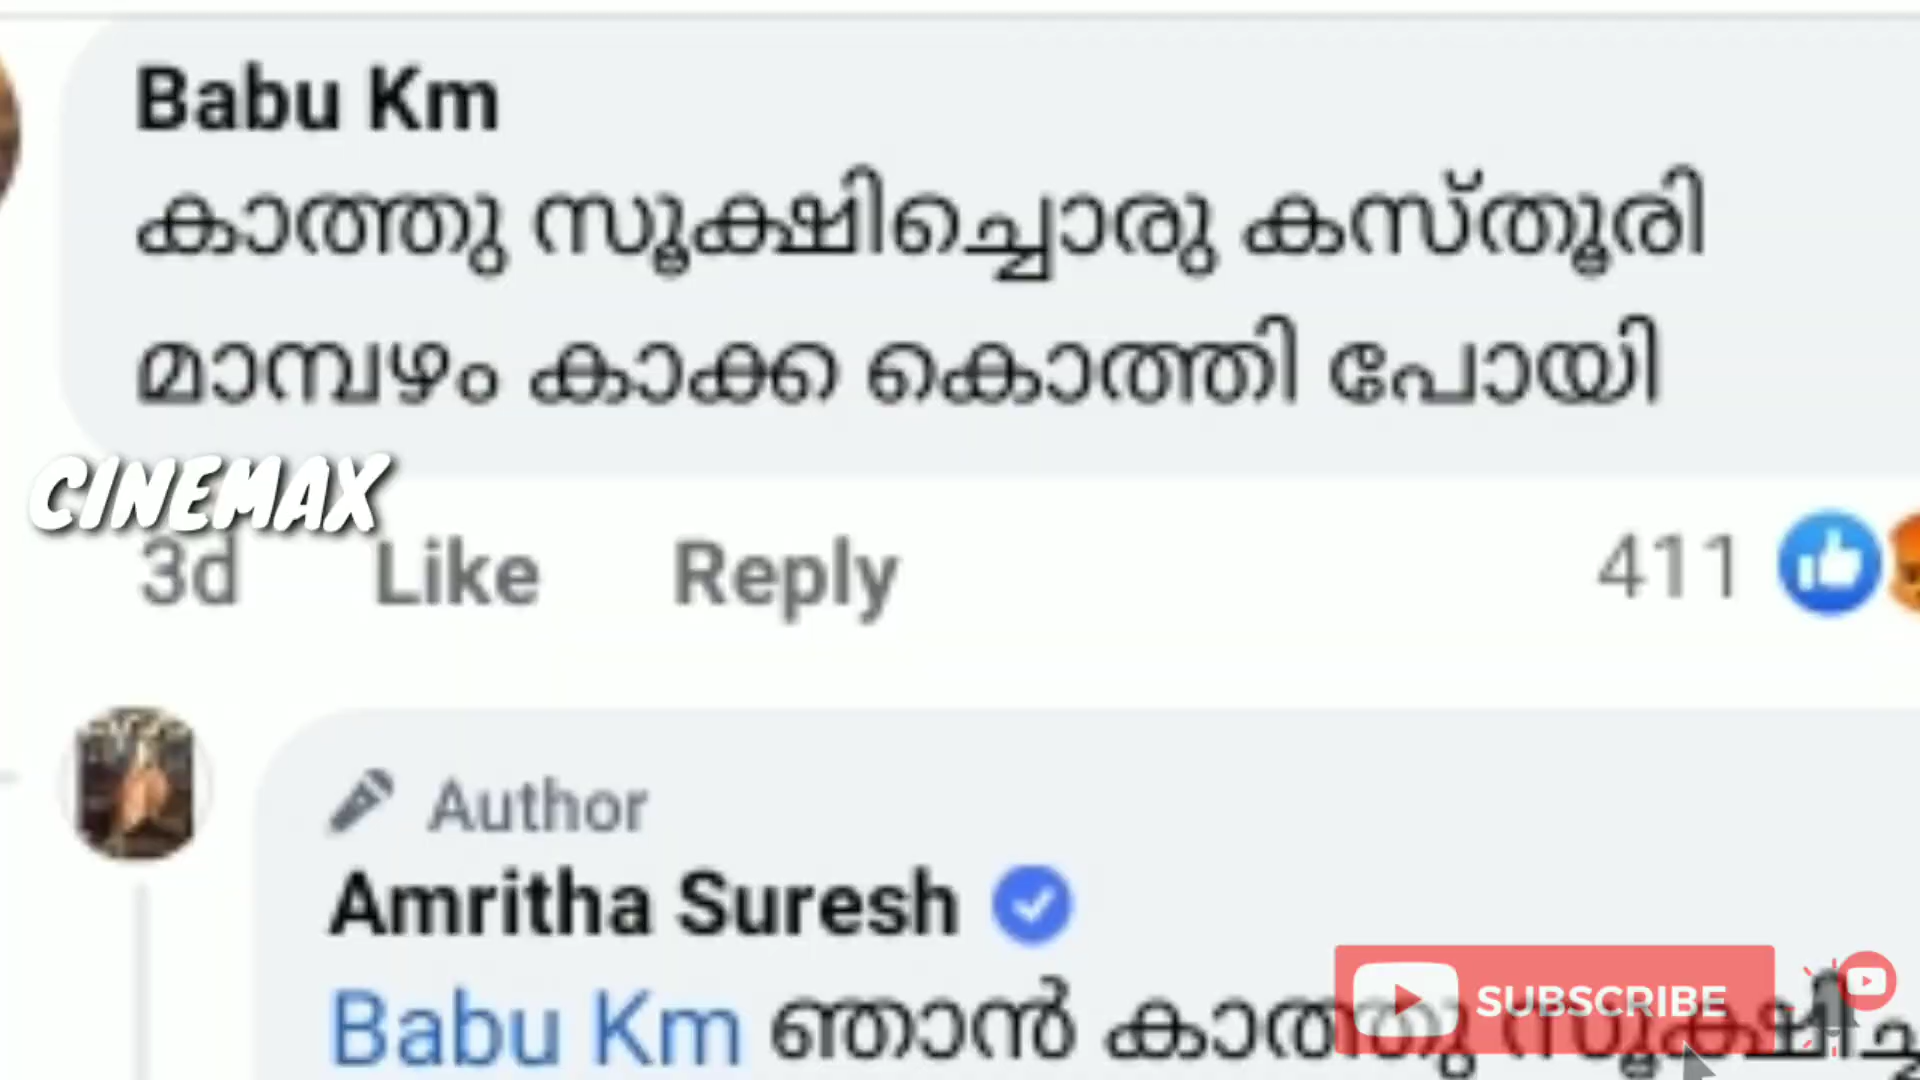 Babu Km
കാത്തു സൂക്ഷിച്ചൊരു കസ്തൂരി
മാമ്പഴം കാക്ക കൊത്തി പോയി
CINEMAX
3d Like Reply 411
Author
Amritha Suresh
Babu Km ഞാൻ കാത്തു
SUBSCRIBE